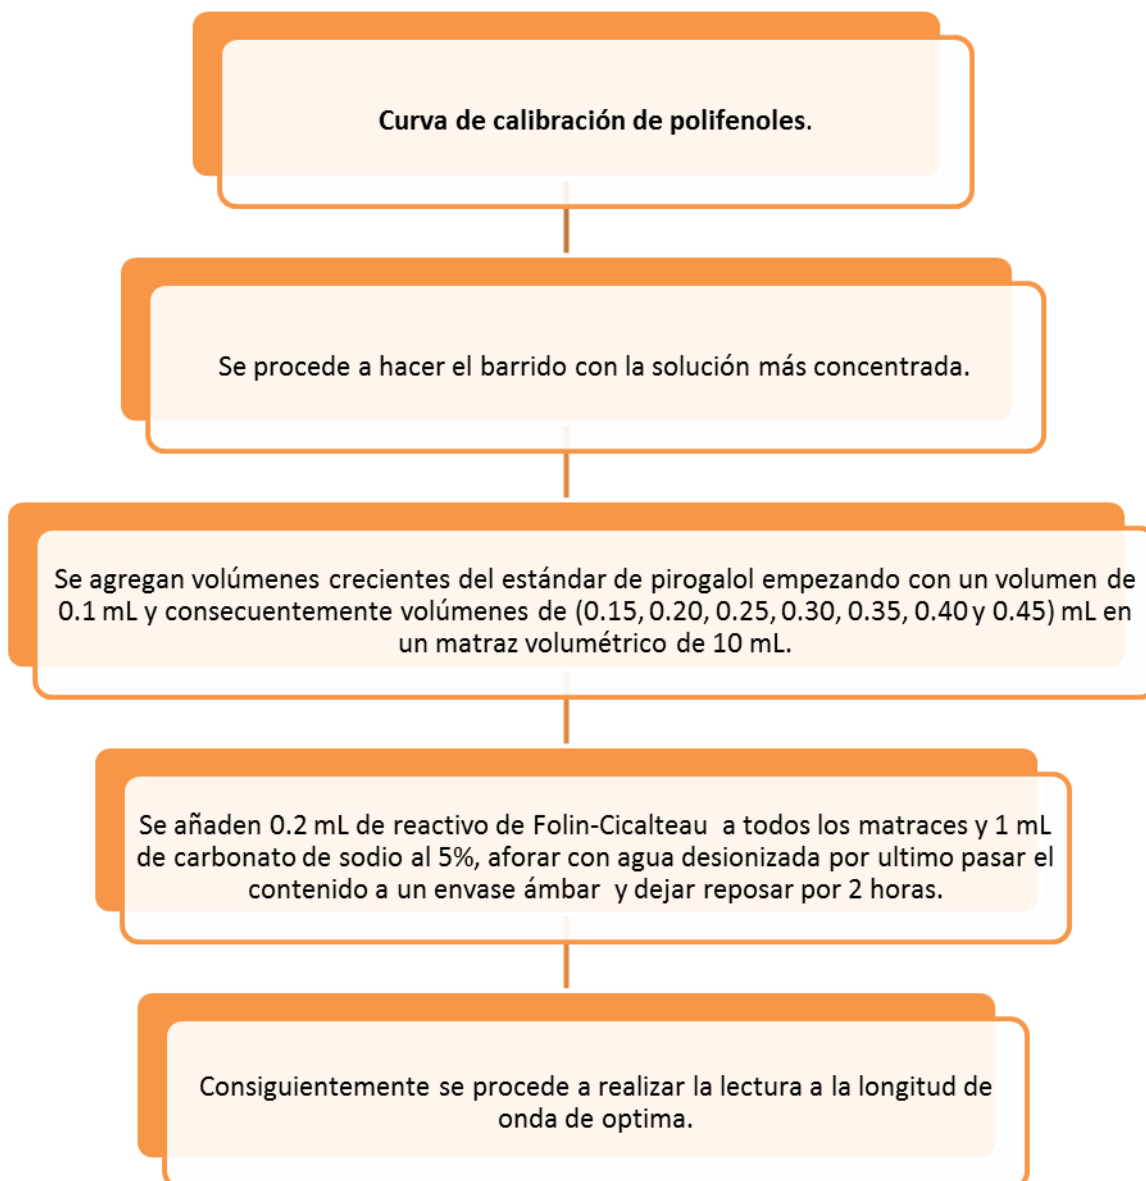 Curva de calibración de polifenoles.
Se procede a hacer el barrido con la solución más concentrada.
Se agregan volúmenes crecientes del estándar de pirogalol empezando con un volumen de
0.1 mL y consecuentemente volúmenes de (0.15, 0.20, 0.25, 0.30, 0.35, 0.40 y 0.45) mL en
un matraz volumétrico de 10 mL.
Se añaden 0.2 mL de reactivo de Folin-Cicalteau a todos los matraces y 1 mL
de carbonato de sodio al 5%, aforar con agua desionizada por ultimo pasar el
contenido a un envase ámbar y dejar reposar por 2 horas.
Consiguientemente se procede a realizar la lectura a la longitud de
onda de optima.